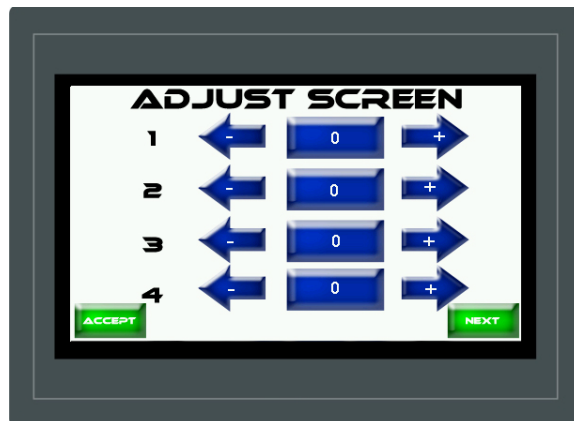 ADJUST SCREEN
1 - 0 +
2 - 0 +
3 - 0 +
4 - 0 +
ACCEPT NEXT